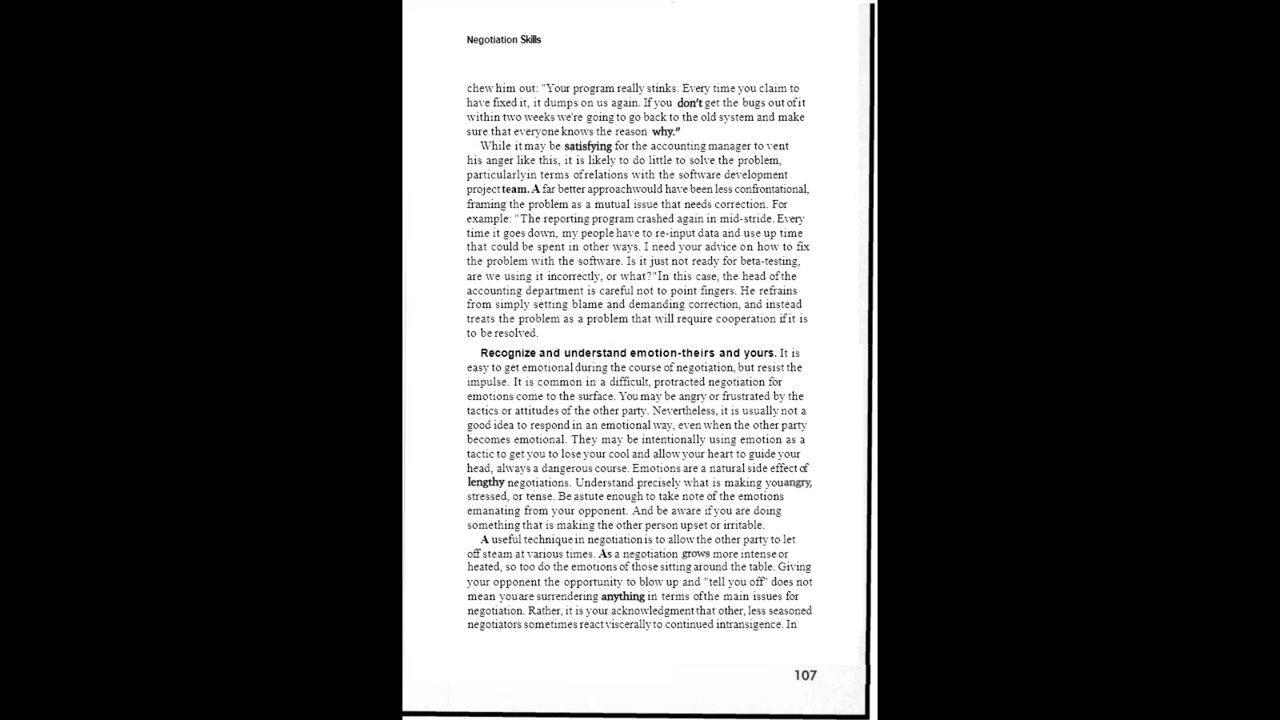 Negotiation Skills
chew him out: "Your program really stinks. Every time you claim to
have fixed it, it dumps on us again. If you don't get the bugs out of it
within two weeks we're going to go back to the old system and make
sure that everyone knows the reason why."
While it may be satisfying for the accounting manager to vent
his anger like this, it is likely to do little to solve the problem,
particularly in terms of relations with the software development
project team. A far better approach would have been less confrontational,
framing the problem as a mutual issue that needs correction. For
example: "The reporting program crashed again in mid-stride. Every
time it goes down, my people have to re-input data and use up time
that could be spent in other ways. I need your advice on how to fix
the problem with the software. Is it just not ready for beta-testing,
are we using it incorrectly, or what?" In this case, the head of the
accounting department is careful not to point fingers. He refrains
from simply setting blame and demanding correction, and instead
treats the problem as a problem that will require cooperation if it is
to be resolved.
Recognize and understand emotion-theirs and yours. It is
easy to get emotional during the course of negotiation, but resist the
impulse. It is common in a difficult, protracted negotiation for
emotions come to the surface. You may be angry or frustrated by the
tactics or attitudes of the other party. Nevertheless, it is usually not a
good idea to respond in an emotional way, even when the other party
becomes emotional. They may be intentionally using emotion as a
tactic to get you to lose your cool and allow your heart to guide your
head, always a dangerous course. Emotions are a natural side effect of
lengthy negotiations. Understand precisely what is making you angry,
stressed, or tense. Be astute enough to take note of the emotions
emanating from your opponent. And be aware if you are doing
something that is making the other person upset or irritable.
A useful technique in negotiation is to allow the other party to let
off steam at various times. As a negotiation grows more intense or
heated, so too do the emotions of those sitting around the table. Giving
your opponent the opportunity to blow up and "tell you off" does not
mean you are surrendering anything in terms of the main issues for
negotiation. Rather, it is your acknowledgment that other, less seasoned
negotiators sometimes react viscerally to continued intransigence. In
107